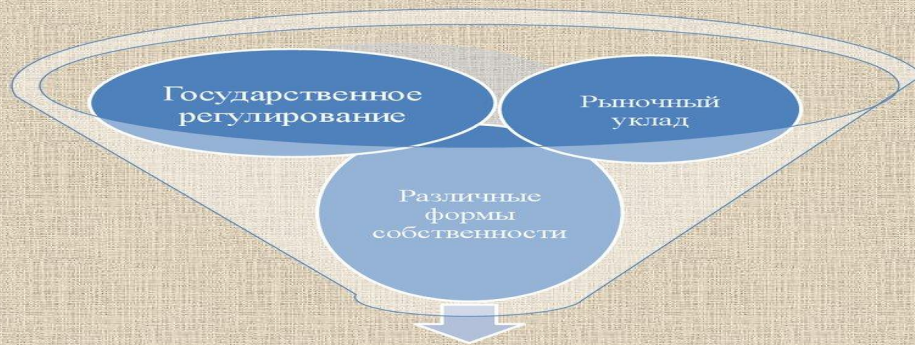 Государственное
регулирование
Рыночный
уклад
Различные
формы
собственности